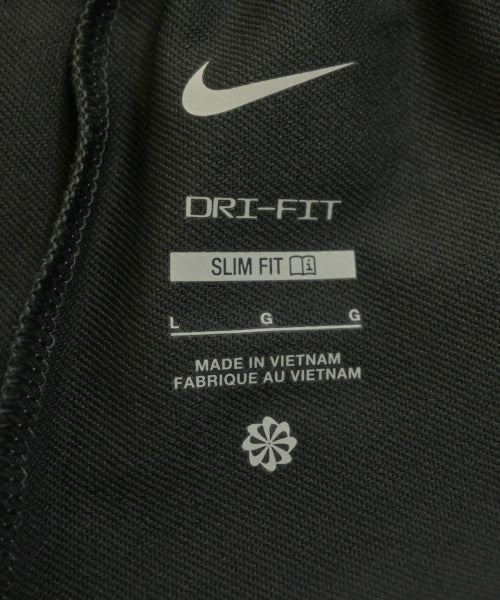 DRI-FIT
SLIM FIT
L G G
MADE IN VIETNAM
FABRIQUE AU VIETNAM